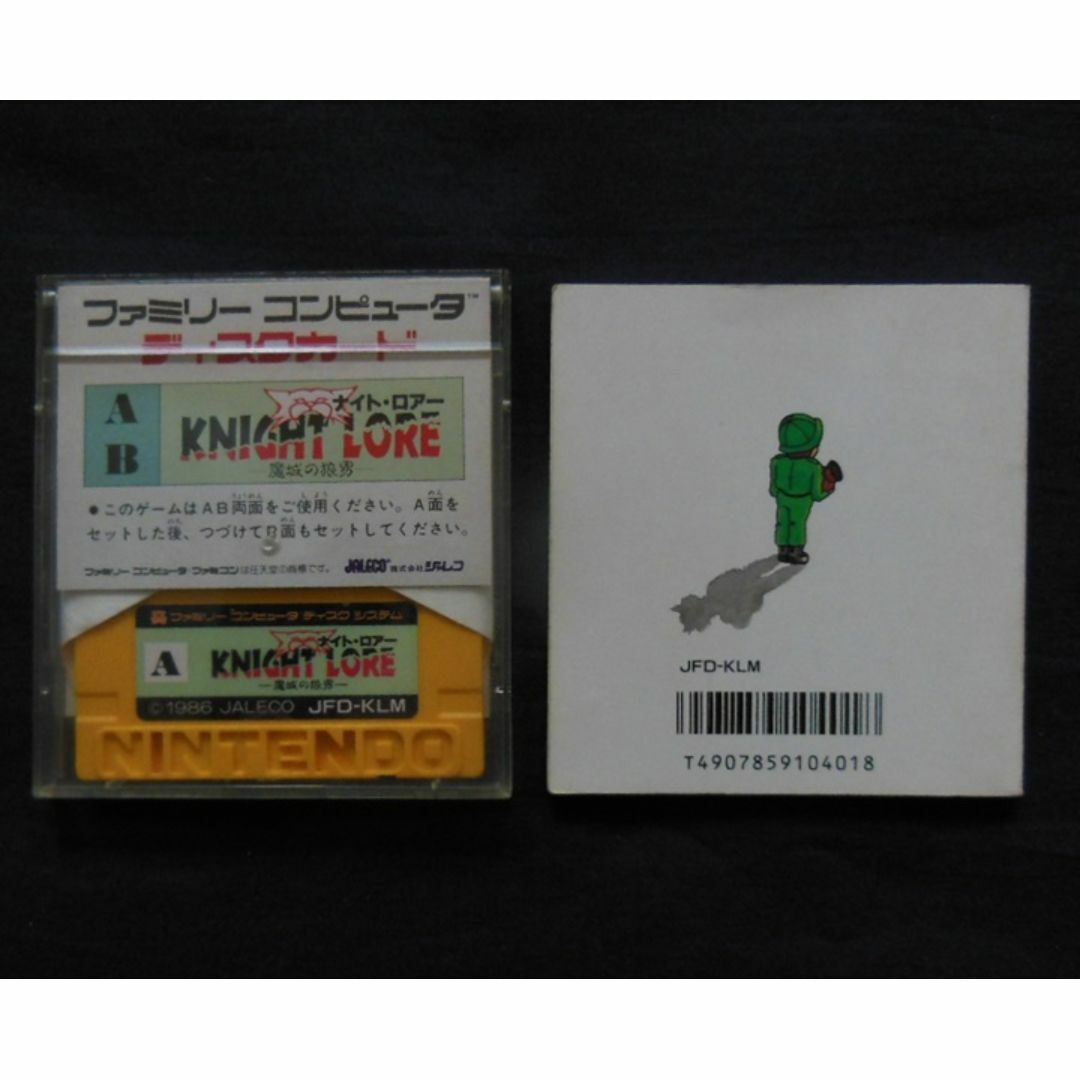 ファミリー コンピュータ™
ディスクカード
A
B
ナイト・ロアー
KNIGHT LORE
―魔城の狼男―
●このゲームはAB両面をご使用ください。A面を
セットした後、つづけてB面もセットしてください。
ファミリー コンピュータ・ファミコンは任天堂の商標です。
JALECO® 株式会社ジャレコ
ファミリー コンピュータ ディスク システム
A
ナイト・ロアー
KNIGHT LORE
―魔城の狼男―
©1986 JALECO JFD-KLM
NINTENDO
JFD-KLM
T4907859104018